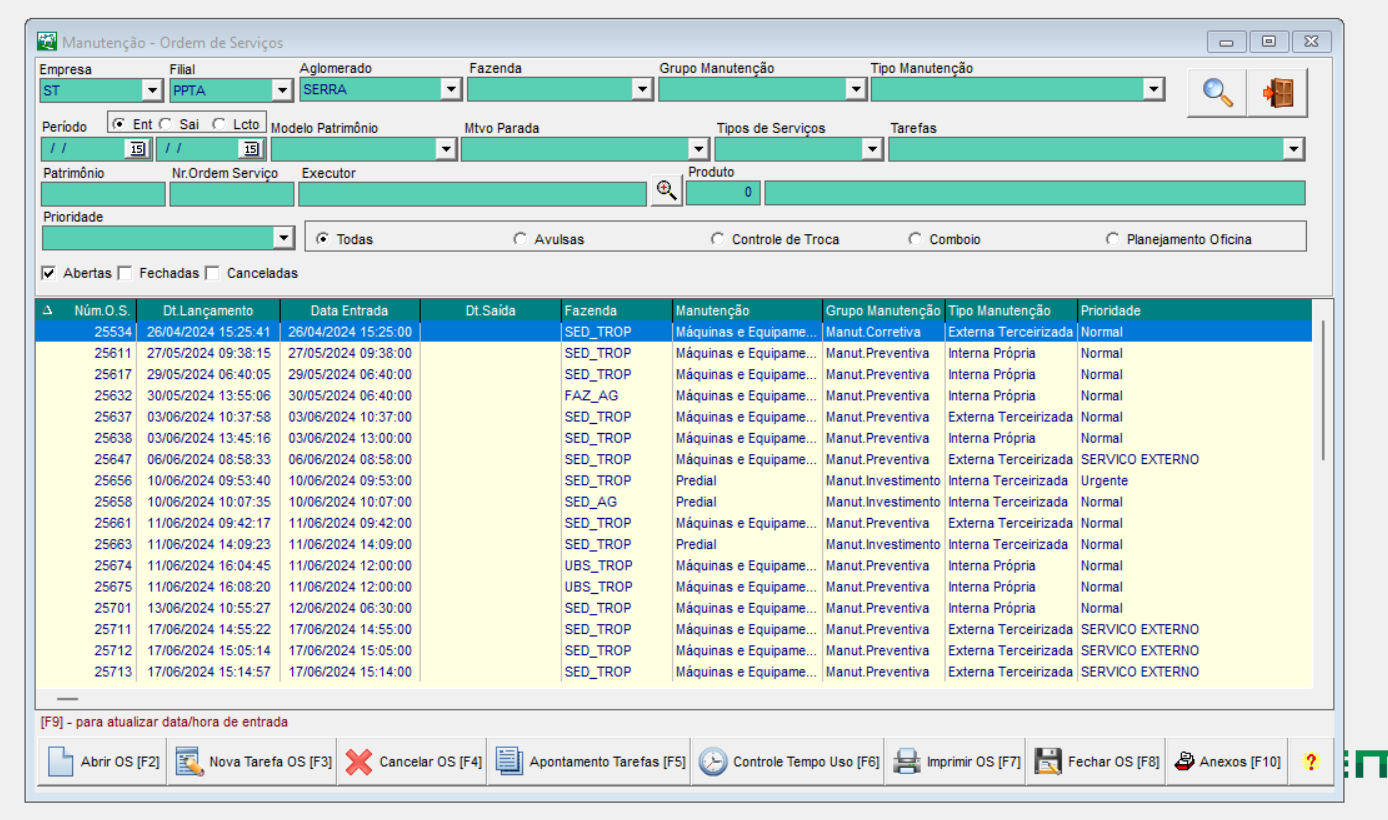 Manutenção - Ordem de Serviços
Empresa Filial Aglomerado Fazenda Grupo Manutenção Tipo Manutenção
ST PPTA SERRA
Período Ent Sai Lcto Modelo Patrimônio Mtvo Parada Tipos de Serviços Tarefas
/ / 15 / / 15
Patrimônio Nr.Ordem Serviço Executor Produto
0
Prioridade
Todas Avulsas Controle de Troca Comboio Planejamento Oficina
Abertas Fechadas Canceladas
Núm.O.S. Dt.Lançamento Data Entrada Dt.Saída Fazenda Manutenção Grupo Manutenção Tipo Manutenção Prioridade
25534 26/04/2024 15:25:41 26/04/2024 15:25:00 SED_TROP Máquinas e Equipame... Manut.Corretiva Externa Terceirizada Normal
25611 27/05/2024 09:38:15 27/05/2024 09:38:00 SED_TROP Máquinas e Equipame... Manut.Preventiva Interna Própria Normal
25617 29/05/2024 06:40:05 29/05/2024 06:40:00 SED_TROP Máquinas e Equipame... Manut.Preventiva Interna Própria Normal
25632 30/05/2024 13:55:06 30/05/2024 06:40:00 FAZ_AG Máquinas e Equipame... Manut.Preventiva Interna Própria Normal
25637 03/06/2024 10:37:58 03/06/2024 10:37:00 SED_TROP Máquinas e Equipame... Manut.Preventiva Externa Terceirizada Normal
25638 03/06/2024 13:45:16 03/06/2024 13:00:00 SED_TROP Máquinas e Equipame... Manut.Preventiva Interna Própria Normal
25647 06/06/2024 08:58:33 06/06/2024 08:58:00 SED_TROP Máquinas e Equipame... Manut.Preventiva Externa Terceirizada SERVICO EXTERNO
25656 10/06/2024 09:53:40 10/06/2024 09:53:00 SED_TROP Predial Manut.Investimento Interna Terceirizada Urgente
25658 10/06/2024 10:07:35 10/06/2024 10:07:00 SED_AG Predial Manut.Investimento Interna Terceirizada Normal
25661 11/06/2024 09:42:17 11/06/2024 09:42:00 SED_TROP Máquinas e Equipame... Manut.Preventiva Externa Terceirizada Normal
25663 11/06/2024 14:09:23 11/06/2024 14:09:00 SED_TROP Predial Manut.Investimento Interna Terceirizada Normal
25674 11/06/2024 16:04:45 11/06/2024 12:00:00 UBS_TROP Máquinas e Equipame... Manut.Preventiva Interna Própria Normal
25675 11/06/2024 16:08:20 11/06/2024 12:00:00 UBS_TROP Máquinas e Equipame... Manut.Preventiva Interna Própria Normal
25701 13/06/2024 10:55:27 12/06/2024 06:30:00 SED_TROP Máquinas e Equipame... Manut.Preventiva Interna Própria Normal
25711 17/06/2024 14:55:22 17/06/2024 14:55:00 SED_TROP Máquinas e Equipame... Manut.Preventiva Externa Terceirizada SERVICO EXTERNO
25712 17/06/2024 15:05:14 17/06/2024 15:05:00 SED_TROP Máquinas e Equipame... Manut.Preventiva Externa Terceirizada SERVICO EXTERNO
25713 17/06/2024 15:14:57 17/06/2024 15:14:00 SED_TROP Máquinas e Equipame... Manut.Preventiva Externa Terceirizada SERVICO EXTERNO
[F9] - para atualizar data/hora de entrada
Abrir OS [F2] Nova Tarefa OS [F3] Cancelar OS [F4] Apontamento Tarefas [F5] Controle Tempo Uso [F6] Imprimir OS [F7] Fechar OS [F8] Anexos [F10] ?